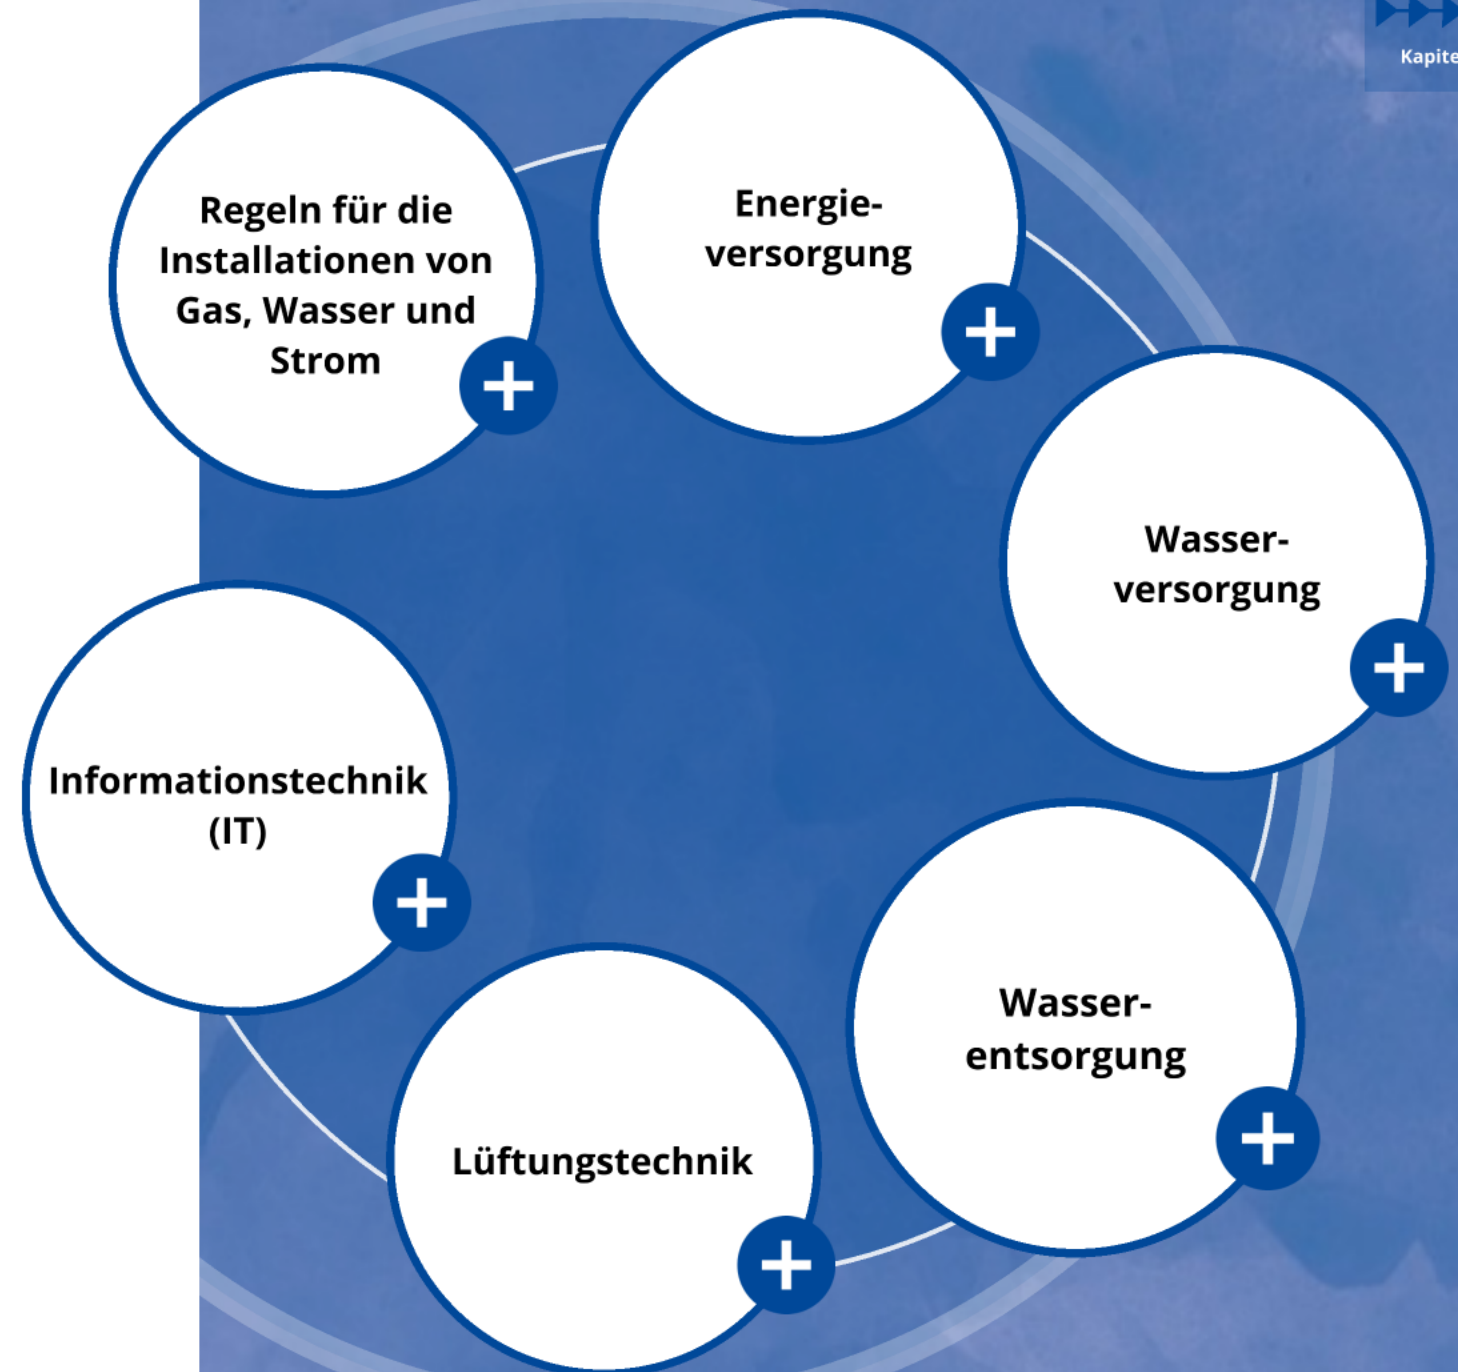 Kapite
Regeln für die
Installationen von
Gas, Wasser und
Strom
Energie-
versorgung
Wasser-
versorgung
Informationstechnik
(IT)
Wasser-
entsorgung
Lüftungstechnik